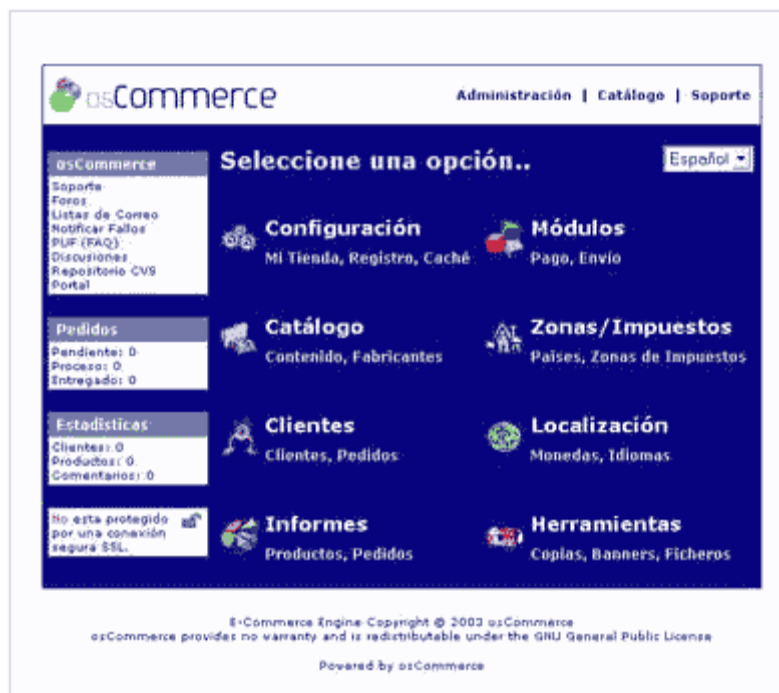 osCommerce
Administración | Catálogo | Soporte
osCommerce
Soporte
Foros
Listas de Correo
Notificar Fallos
PUF (FAQ)
Discusiones
Repositorio CVS
Portal
Pedidos
Pendiente: 0
Proceso: 0
Entregado: 0
Estadisticas
Clientes: 0
Productos: 0
Comentarios: 0
No esta protegido
por una conexión
segura SSL.
Seleccione una opción..
Español
Configuración
Mi Tienda, Registro, Caché
Módulos
Pago, Envío
Catálogo
Contenido, Fabricantes
Zonas/Impuestos
Países, Zonas de Impuestos
Clientes
Clientes, Pedidos
Localización
Monedas, Idiomas
Informes
Productos, Pedidos
Herramientas
Copias, Banners, Ficheros
E-Commerce Engine Copyright © 2003 osCommerce
osCommerce provides no warranty and is redistributable under the GNU General Public License
Powered by osCommerce